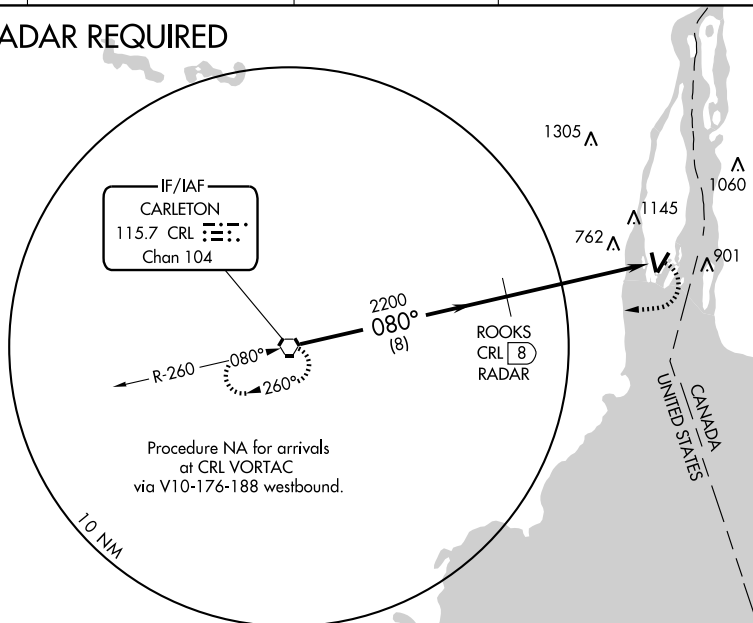 ADAR REQUIRED
1305
1060
IF/IAF
CARLETON
115.7 CRL
Chan 104
1145
762
901
2200
080°
(8)
ROOKS
CRL 8
RADAR
R-260
080°
260°
Procedure NA for arrivals
at CRL VORTAC
via V10-176-188 westbound.
CANADA
UNITED STATES
10 NM